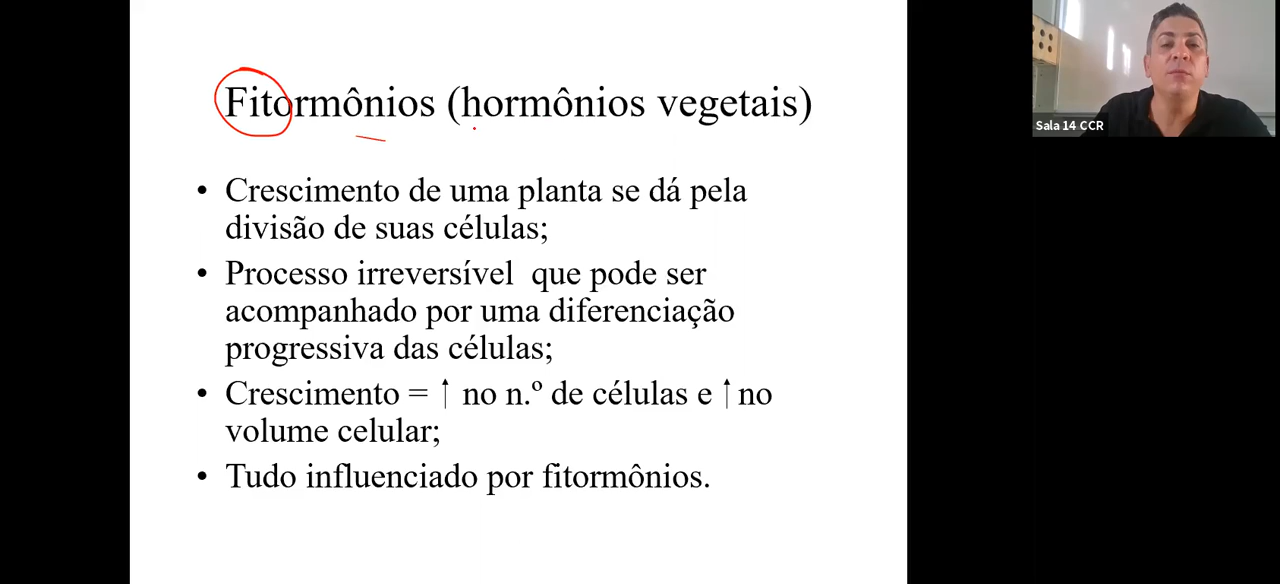 Fitormônios (hormônios vegetais)
• Crescimento de uma planta se dá pela
divisão de suas células;
• Processo irreversível que pode ser
acompanhado por uma diferenciação
progressiva das células;
• Crescimento = ↑ no n.º de células e ↑no
volume celular;
• Tudo influenciado por fitormônios.
Sala 14 CCR